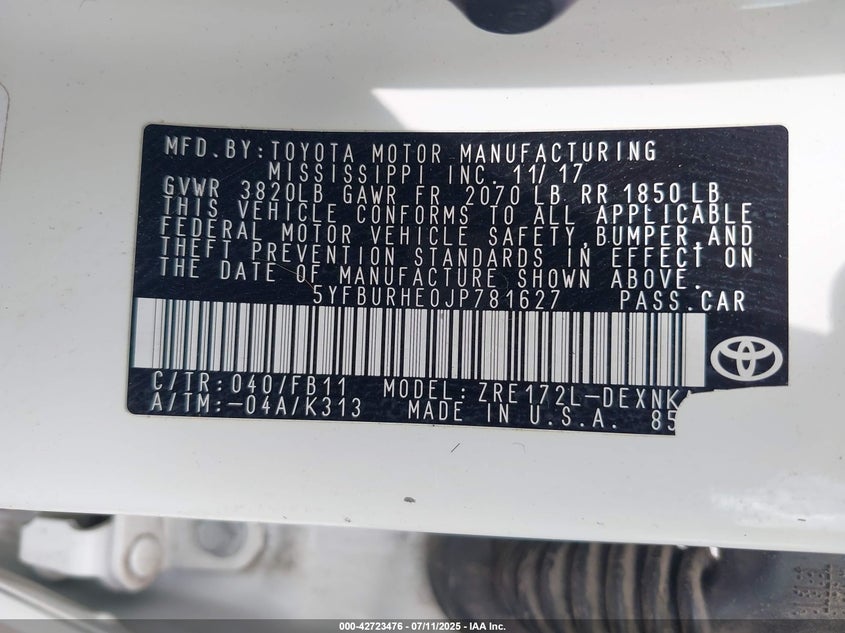 MFD.BY:TOYOTA MOTOR MANUFACTURING
MISSISSIPPI INC. 11/17
GVWR 3820LB GAWR FR 2070 LB RR 1850LB
THIS VEHICLE CONFORMS TO ALL APPLICABLE
FEDERAL MOTOR VEHICLE SAFETY,BUMPER,AND
THEFT PREVENTION STANDARDS IN EFFECT ON
THE DATE OF MANUFACTURE SHOWN ABOVE.
5YFBURHE0JP781627 PASS.CAR
C/TR:040/FB11 MODEL:ZRE172L-DEXNK
A/TM:-04A/K313 MADE IN U.S.A. 85
000-42723476 - 07/11/2025 - IAA Inc.